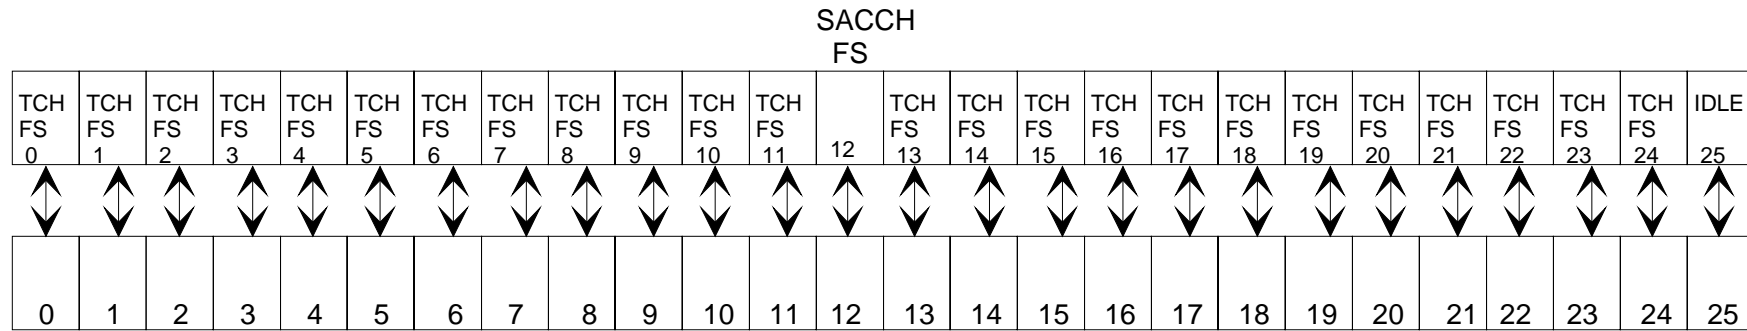 SACCH
FS
TCH TCH TCH TCH TCH TCH TCH TCH TCH TCH TCH TCH TCH TCH TCH TCH TCH TCH TCH TCH TCH TCH TCH TCH IDLE
FS FS FS FS FS FS FS FS FS FS FS FS FS FS FS FS FS FS FS FS FS FS FS FS
0 1 2 3 4 5 6 7 8 9 10 11 12 13 14 15 16 17 18 19 20 21 22 23 24 25
0 1 2 3 4 5 6 7 8 9 10 11 12 13 14 15 16 17 18 19 20 21 22 23 24 25